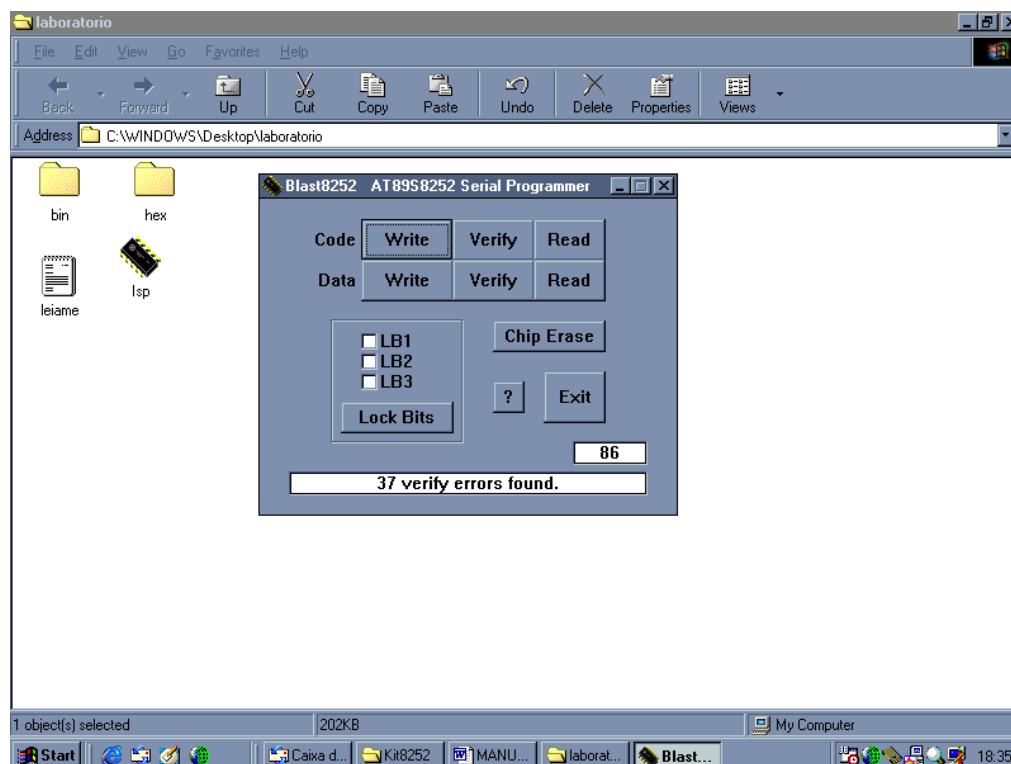 laboratorio
File Edit View Go Favorites Help
Back Forward Up Cut Copy Paste Undo Delete Properties Views
Address C:\WINDOWS\Desktop\laboratorio
bin hex
leiame Isp
Blast8252 AT89S8252 Serial Programmer
Code Write Verify Read
Data Write Verify Read
LB1
LB2
LB3
Lock Bits
Chip Erase
? Exit
86
37 verify errors found.
1 object(s) selected 202KB My Computer
Start Caixa d... Kit8252 MANU... laborat... Blast... 18:35